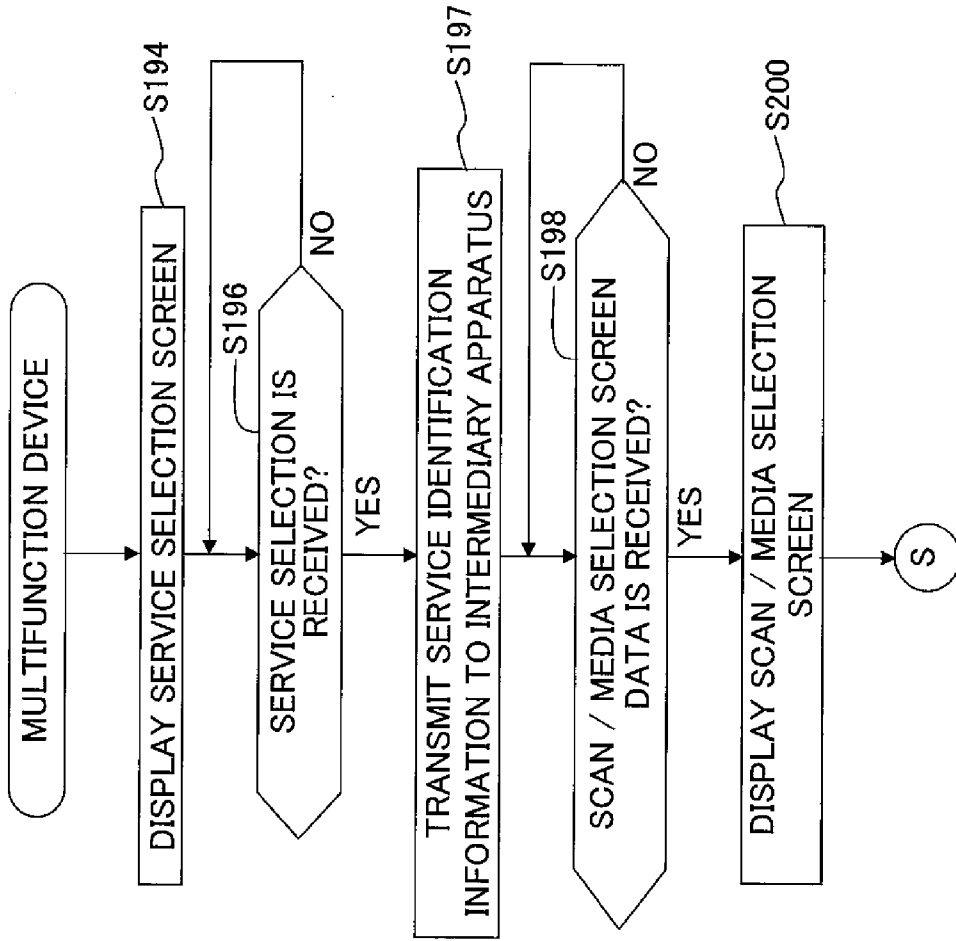 MULTIFUNCTION DEVICE
S194
DISPLAY SERVICE SELECTION SCREEN
S196
SERVICE SELECTION IS
RECEIVED?
NO
YES
S197
TRANSMIT SERVICE IDENTIFICATION
INFORMATION TO INTERMEDIARY APPARATUS
S198
SCAN / MEDIA SELECTION SCREEN
DATA IS RECEIVED?
NO
YES
S200
DISPLAY SCAN / MEDIA SELECTION
SCREEN
S